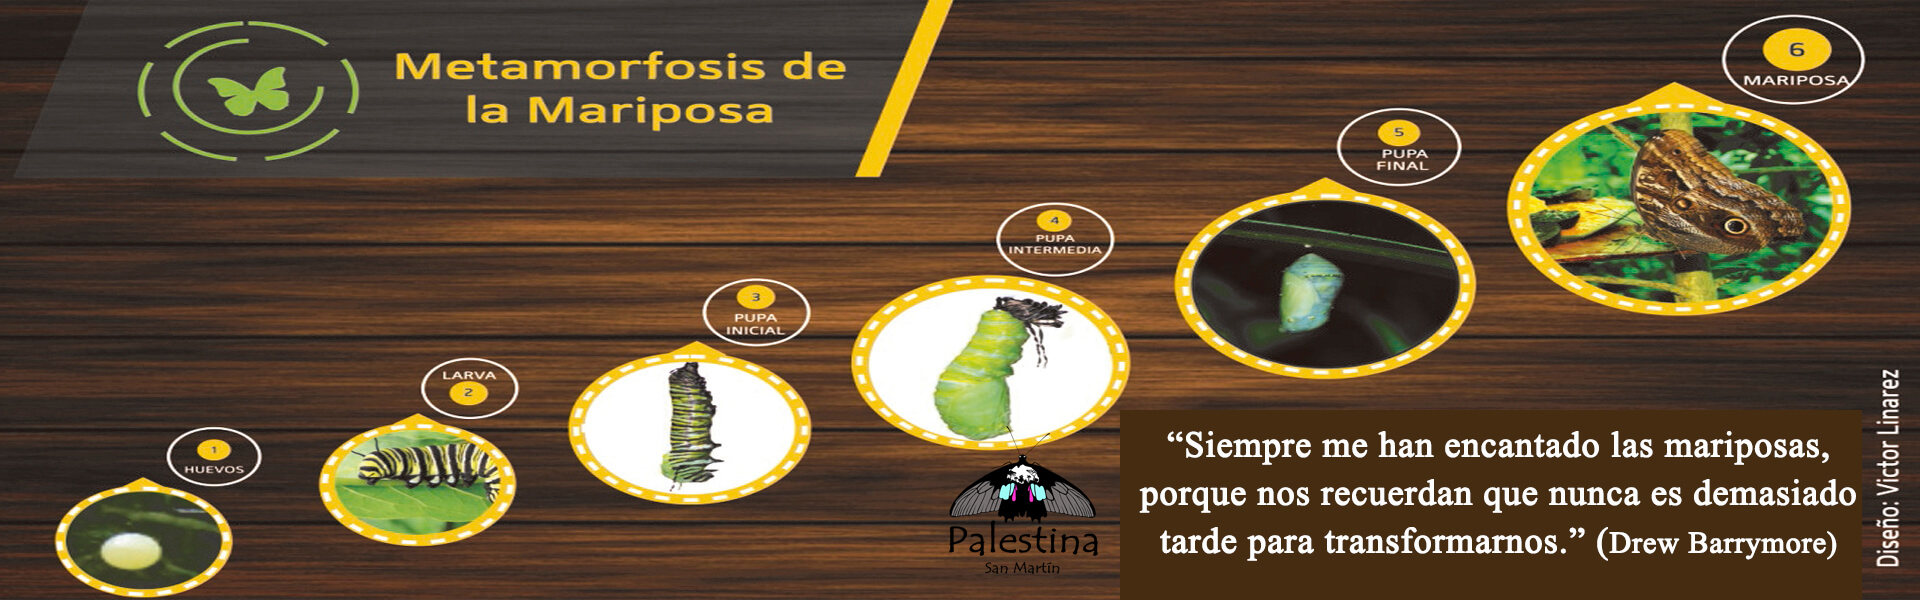 Metamorfosis de
la Mariposa
1
HUEVOS
LARVA
2
3
PUPA
INICIAL
4
PUPA
INTERMEDIA
5
PUPA
FINAL
6
MARIPOSA
Palestina
San Martín
“Siempre me han encantado las mariposas,
porque nos recuerdan que nunca es demasiado
tarde para transformarnos.” (Drew Barrymore)
Diseño: Victor Linarez